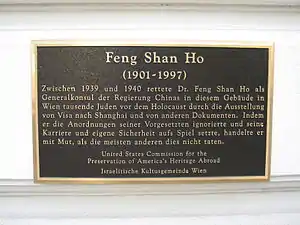 Feng Shan Ho
(1901-1997)
Zwischen 1939 und 1940 rettete Dr. Feng Shan Ho als
Generalkonsul der Regierung Chinas in diesem Gebäude in
Wien tausende Juden vor dem Holocaust durch die Ausstellung
von Visa nach Shanghai und von anderen Dokumenten. Indem
er die Anordnungen seiner Vorgesetzten ignorierte und seine
Karriere und eigene Sicherheit aufs Spiel setzte, handelte er
mit Mut, als die meisten anderen dies nicht taten.
United States Commission for the
Preservation of America's Heritage Abroad
Israelitische Kultusgemeinda Wien